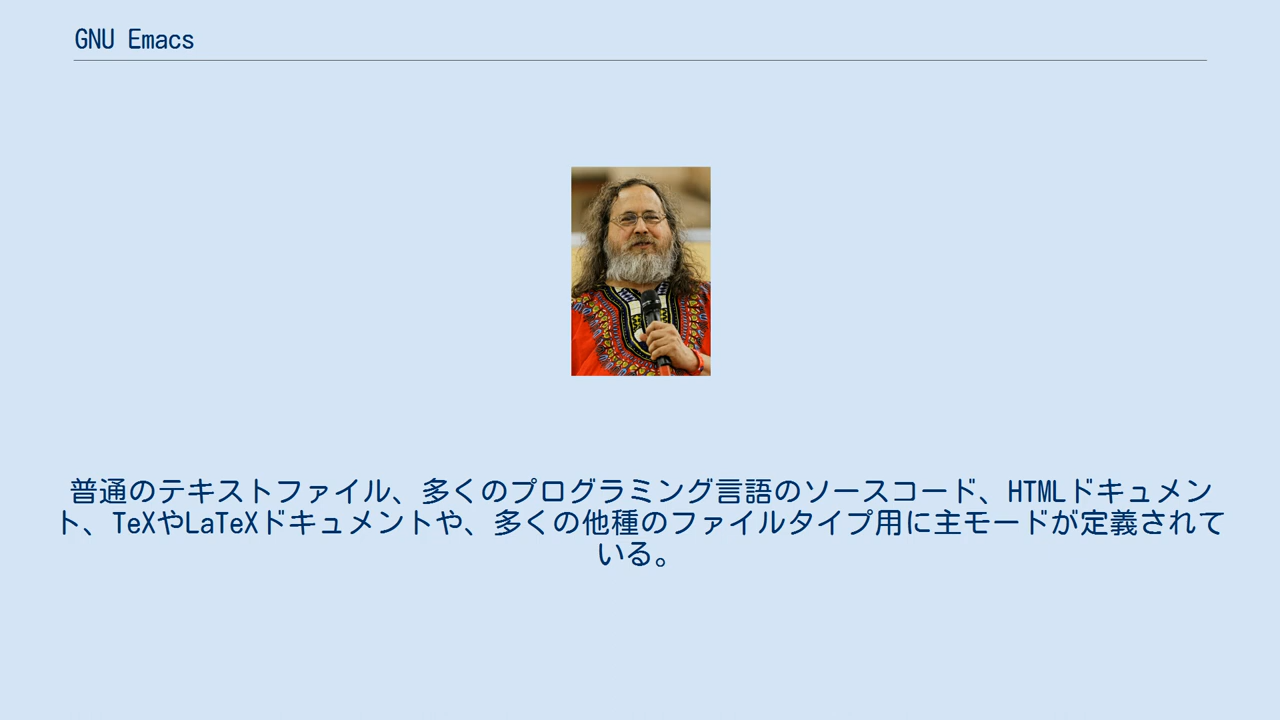 GNU Emacs
普通のテキストファイル、多くのプログラミング言語のソースコード、HTMLドキュメン
ト、TeXやLaTeXドキュメントや、多くの他種のファイルタイプ用に主モードが定義されて
いる。